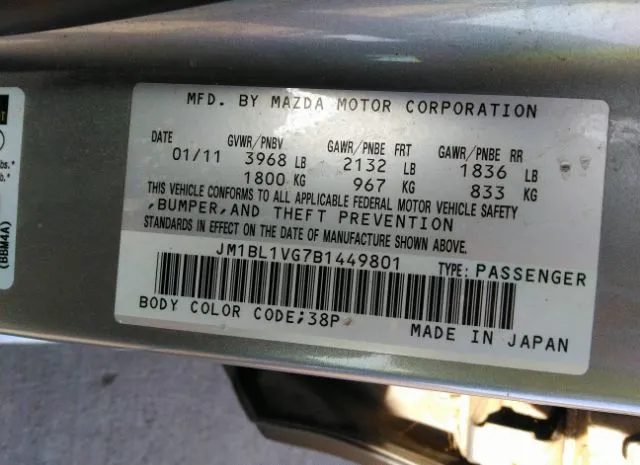 MFD. BY MAZDA MOTOR CORPORATION
DATE GVWR/PNBV GAWR/PNBE FRT GAWR/PNBE RR
01/11 3968 LB 2132 LB 1836 LB
1800 KG 967 KG 833 KG
THIS VEHICLE CONFORMS TO ALL APPLICABLE FEDERAL MOTOR VEHICLE SAFETY
,BUMPER,AND THEFT PREVENTION
STANDARDS IN EFFECT ON THE DATE OF MANUFACTURE SHOWN ABOVE.
JM1BL1VG7B1449801 TYPE: PASSENGER
BODY COLOR CODE;38P
MADE IN JAPAN
(BBM4A)